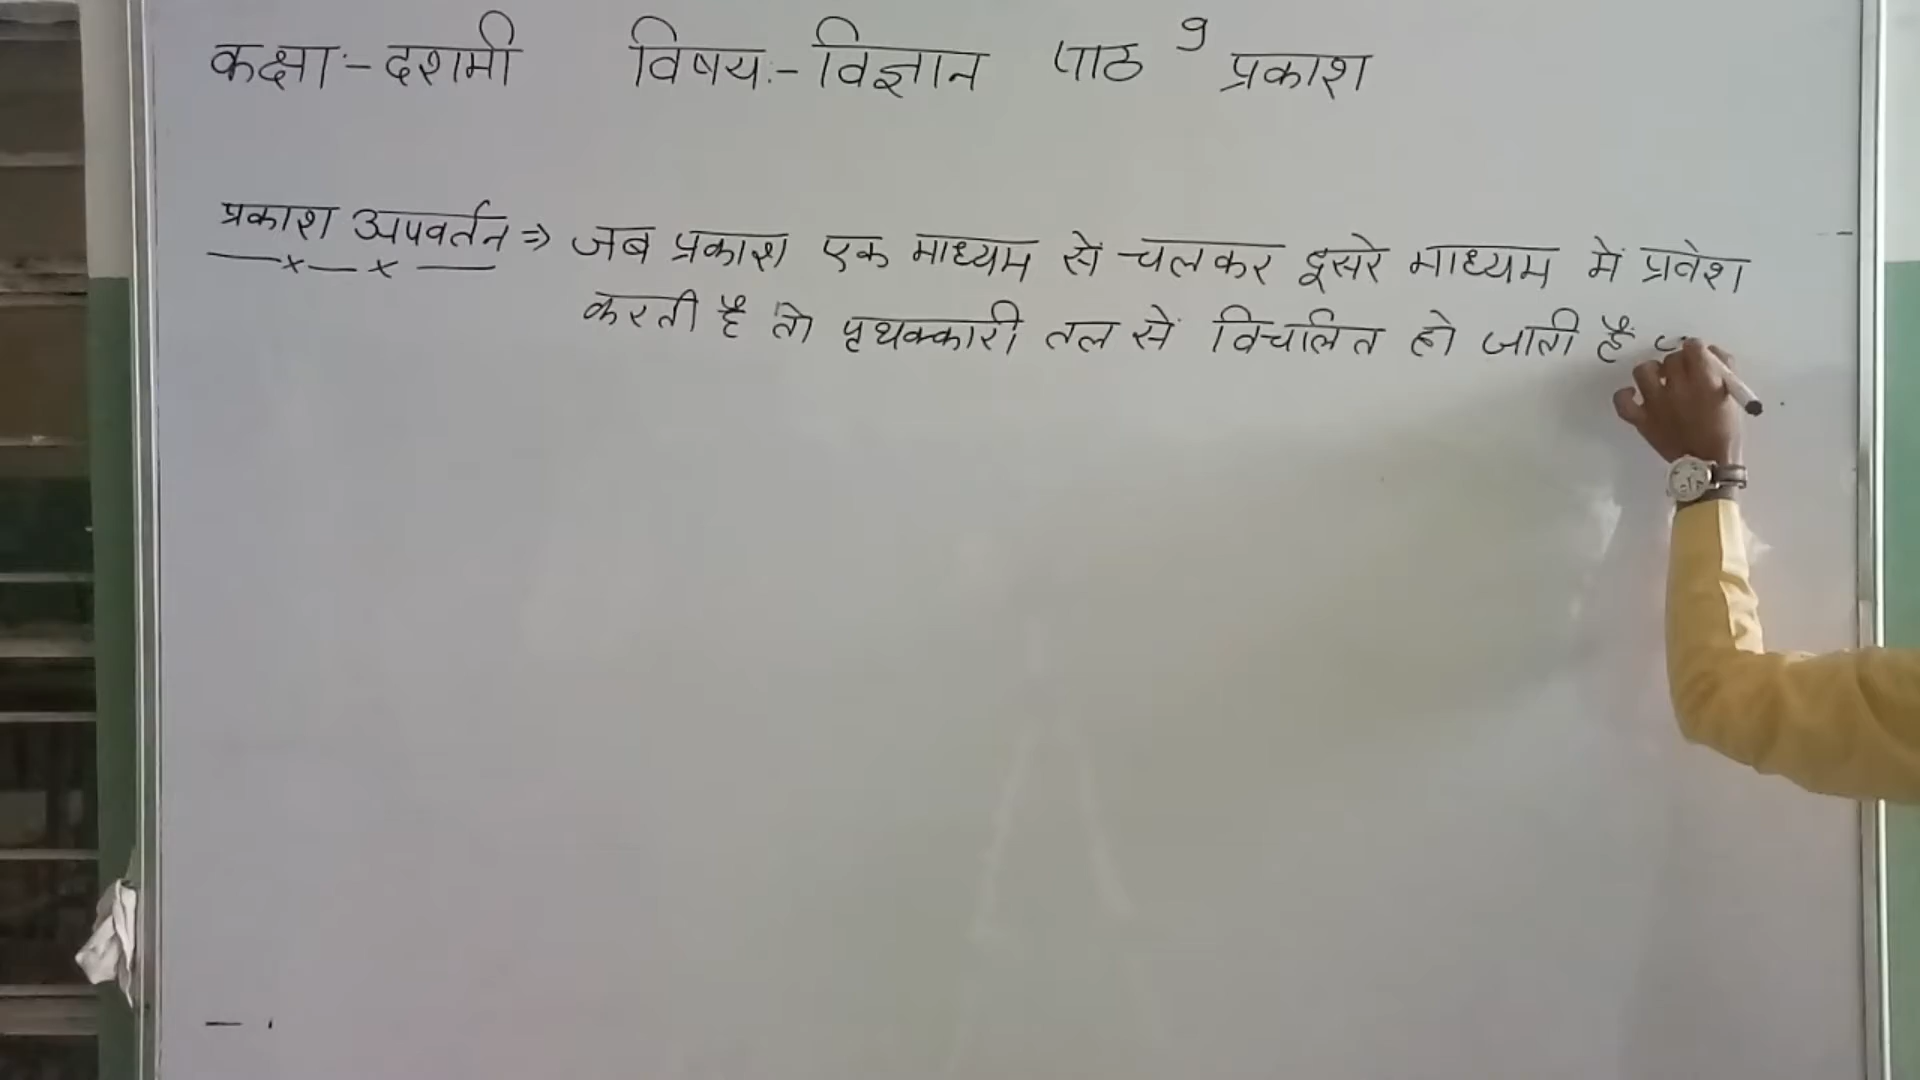 कक्षा:- दशमी विषय:- विज्ञान पाठ 9 प्रकाश
प्रकाश अपवर्तन ⇒ जब प्रकाश एक माध्यम से चलकर दूसरे माध्यम में प्रवेश
करती है तो पृथक्कारी तल से विचलित हो जाती है